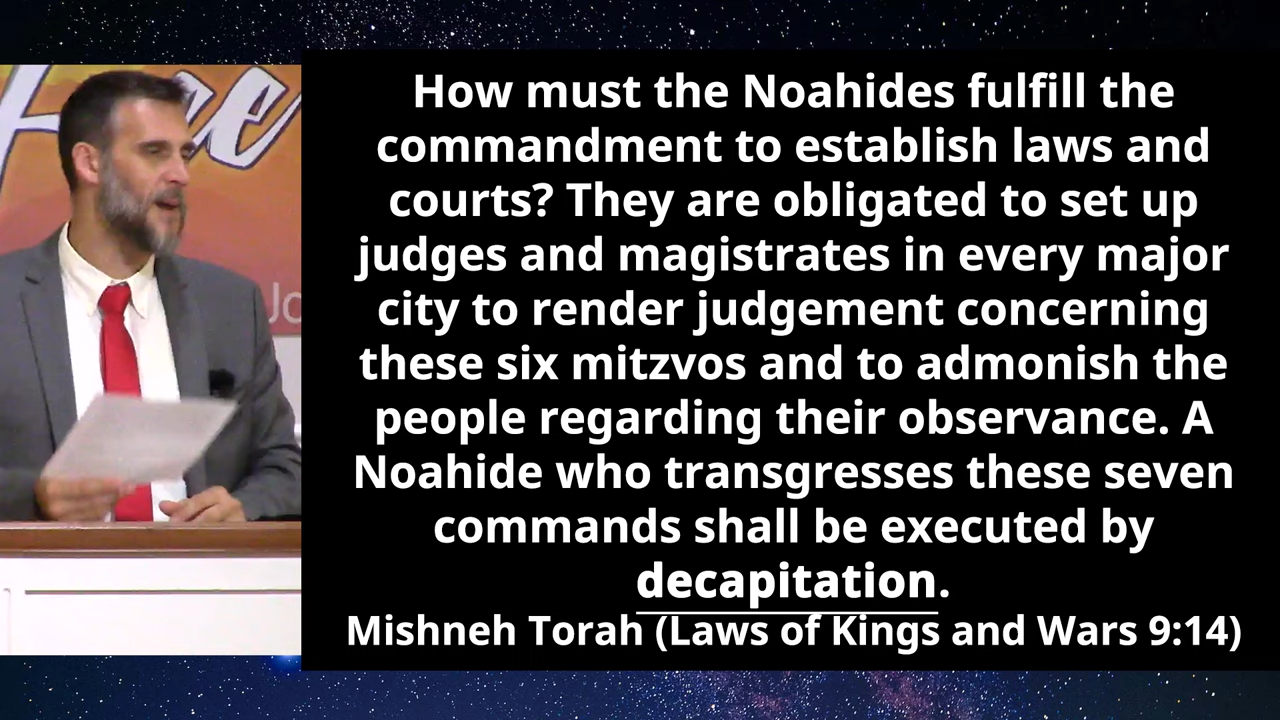 How must the Noahides fulfill the
commandment to establish laws and
courts? They are obligated to set up
judges and magistrates in every major
city to render judgement concerning
these six mitzvos and to admonish the
people regarding their observance. A
Noahide who transgresses these seven
commands shall be executed by
decapitation.
Mishneh Torah (Laws of Kings and Wars 9:14)
Jo